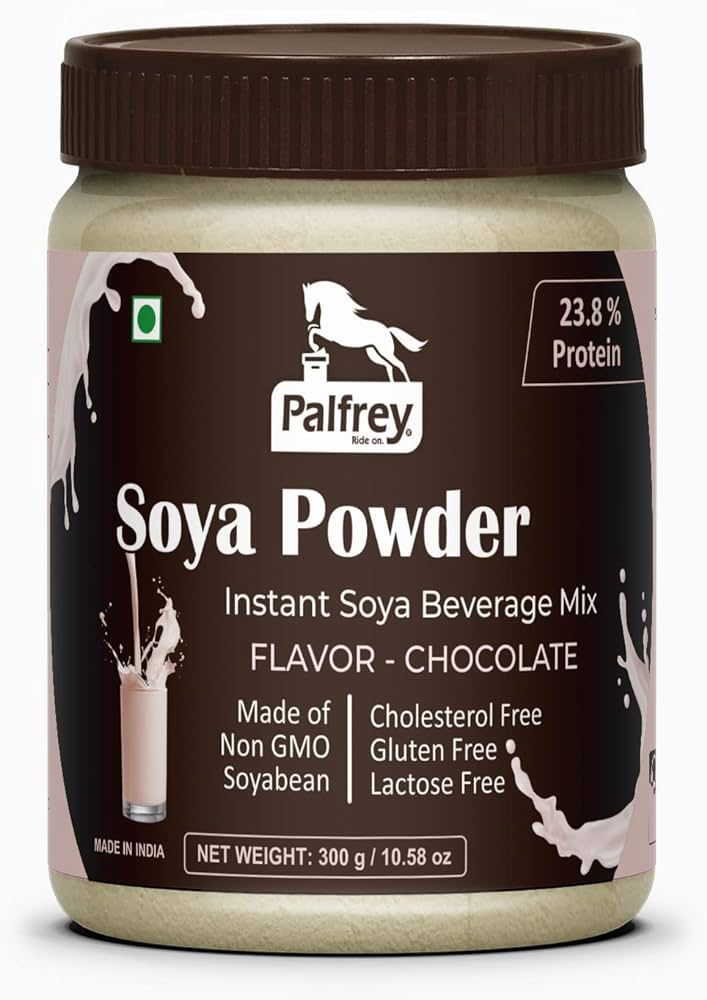 23.8 %
Protein
Palfrey
Ride on.
Soya Powder
Instant Soya Beverage Mix
FLAVOR - CHOCOLATE
Made of
Non GMO
Soyabean
Cholesterol Free
Gluten Free
Lactose Free
MADE IN INDIA
NET WEIGHT: 300 g / 10.58 oz